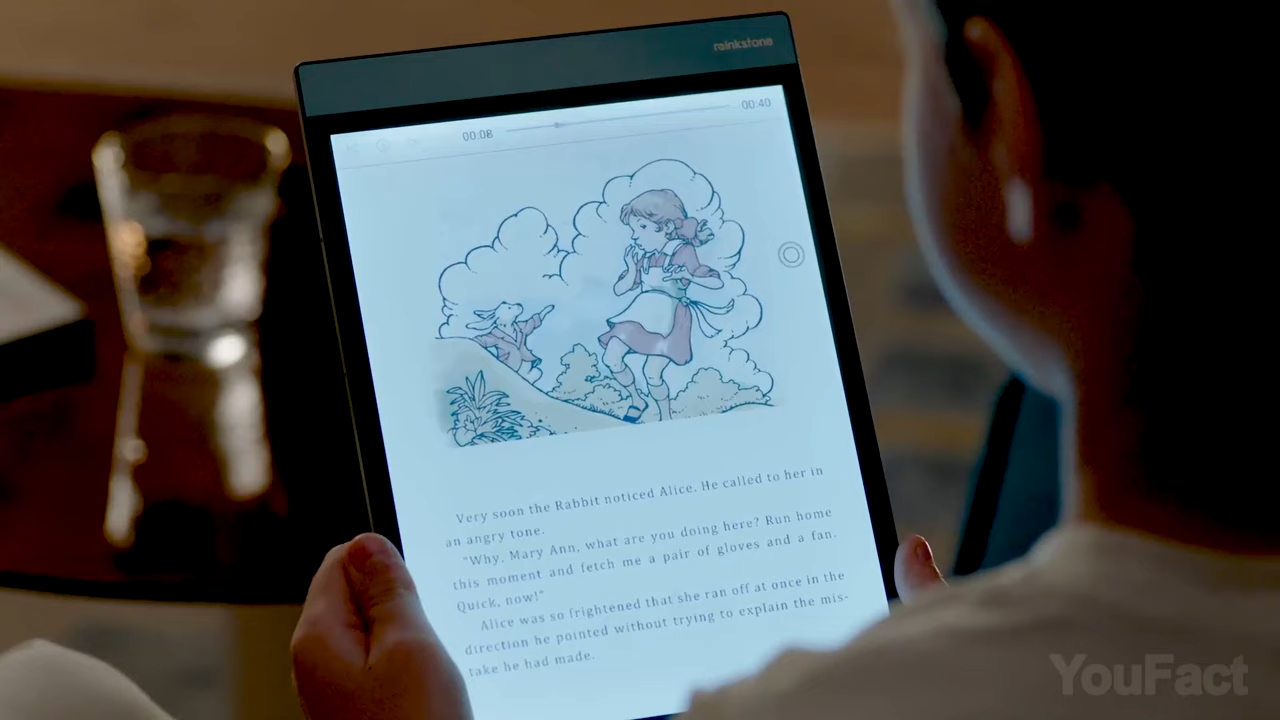 reinkstone
00:08
00:40
Very soon the Rabbit noticed Alice. He called to her in
an angry tone.
"Why, Mary Ann, what are you doing here? Run home
this moment and fetch me a pair of gloves and a fan.
Quick, now!"
Alice was so frightened that she ran off at once in the
direction he pointed without trying to explain the mis-
take he had made.
YouFact